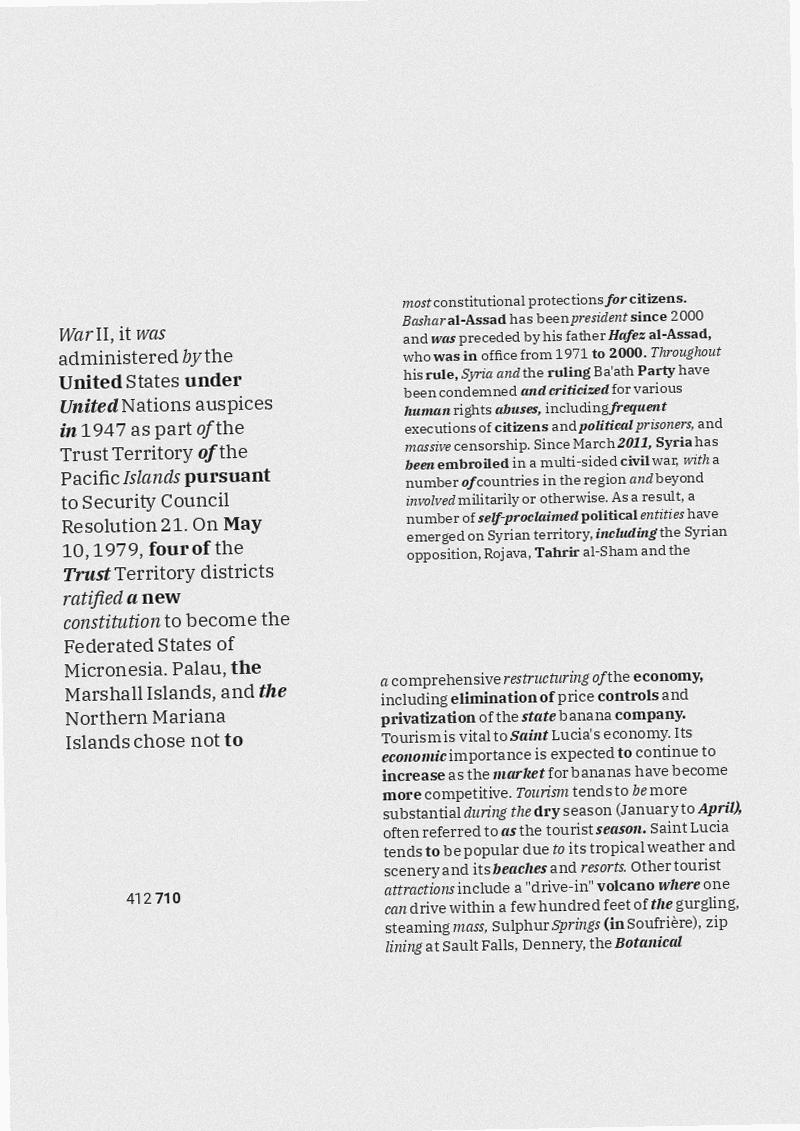 War II, it was
administered by the
United States under
United Nations auspices
in 1947 as part of the
Trust Territory of the
Pacific Islands pursuant
to Security Council
Resolution 21. On May
10, 1979, four of the
Trust Territory districts
ratified a new
constitution to become the
Federated States of
Micronesia. Palau, the
Marshall Islands, and the
Northern Mariana
Islands chose not to
412 710
most constitutional protections for citizens.
Bashar al-Assad has been president since 2000
and was preceded by his father Hafez al-Assad,
who was in office from 1971 to 2000. Throughout
his rule, Syria and the ruling Ba'ath Party have
been condemned and criticized for various
human rights abuses, including frequent
executions of citizens and political prisoners, and
massive censorship. Since March 2011, Syria has
been embroiled in a multi-sided civil war, with a
number of countries in the region and beyond
involved militarily or otherwise. As a result, a
number of self-proclaimed political entities have
emerged on Syrian territory, including the Syrian
opposition, Rojava, Tahrir al-Sham and the
a comprehensive restructuring of the economy,
including elimination of price controls and
privatization of the state banana company.
Tourism is vital to Saint Lucia's economy. Its
economic importance is expected to continue to
increase as the market for bananas have become
more competitive. Tourism tends to be more
substantial during the dry season (January to April),
often referred to as the tourist season. Saint Lucia
tends to be popular due to its tropical weather and
scenery and its beaches and resorts. Other tourist
attractions include a "drive-in" volcano where one
can drive within a few hundred feet of the gurgling,
steaming mass, Sulphur Springs (in Soufrière), zip
lining at Sault Falls, Dennery, the Botanical